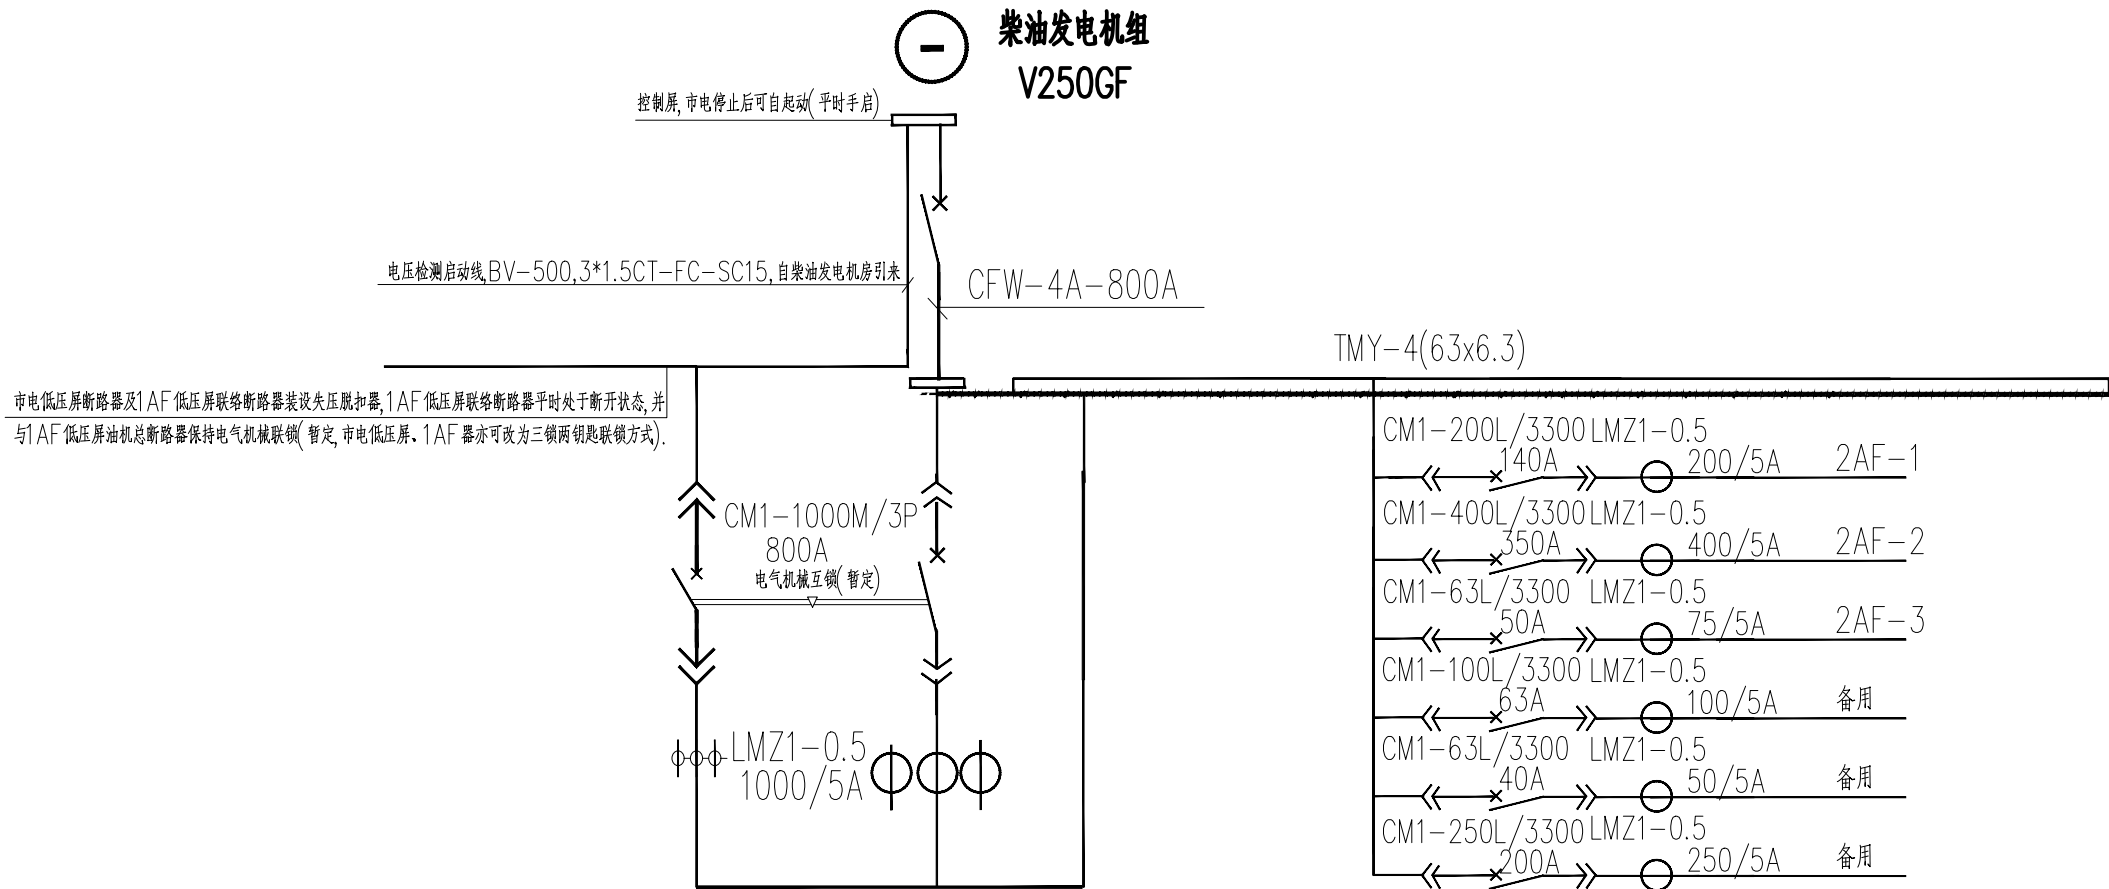 柴油发电机组
V250GF
控制屏,市电停止后可自起动(平时手启)
电压检测启动线,BV-500,3*1.5CT-FC-SC15,自柴油发电机房引来
CFW-4A-800A
TMY-4(63x6.3)
市电低压屏断路器及1AF低压屏联络断路器装设失压脱扣器,1AF低压屏联络断路器平时处于断开状态,并
与1AF低压屏油机总断路器保持电气机械联锁(暂定,市电低压屏、1AF器亦可改为三锁两钥匙联锁方式).
CM1-1000M/3P
800A
电气机械互锁(暂定)
LMZ1-0.5
1000/5A
CM1-200L/3300 LMZ1-0.5
140A 200/5A 2AF-1
CM1-400L/3300 LMZ1-0.5
350A 400/5A 2AF-2
CM1-63L/3300 LMZ1-0.5
50A 75/5A 2AF-3
CM1-100L/3300 LMZ1-0.5
63A 100/5A 备用
CM1-63L/3300 LMZ1-0.5
40A 50/5A 备用
CM1-250L/3300 LMZ1-0.5
200A 250/5A 备用